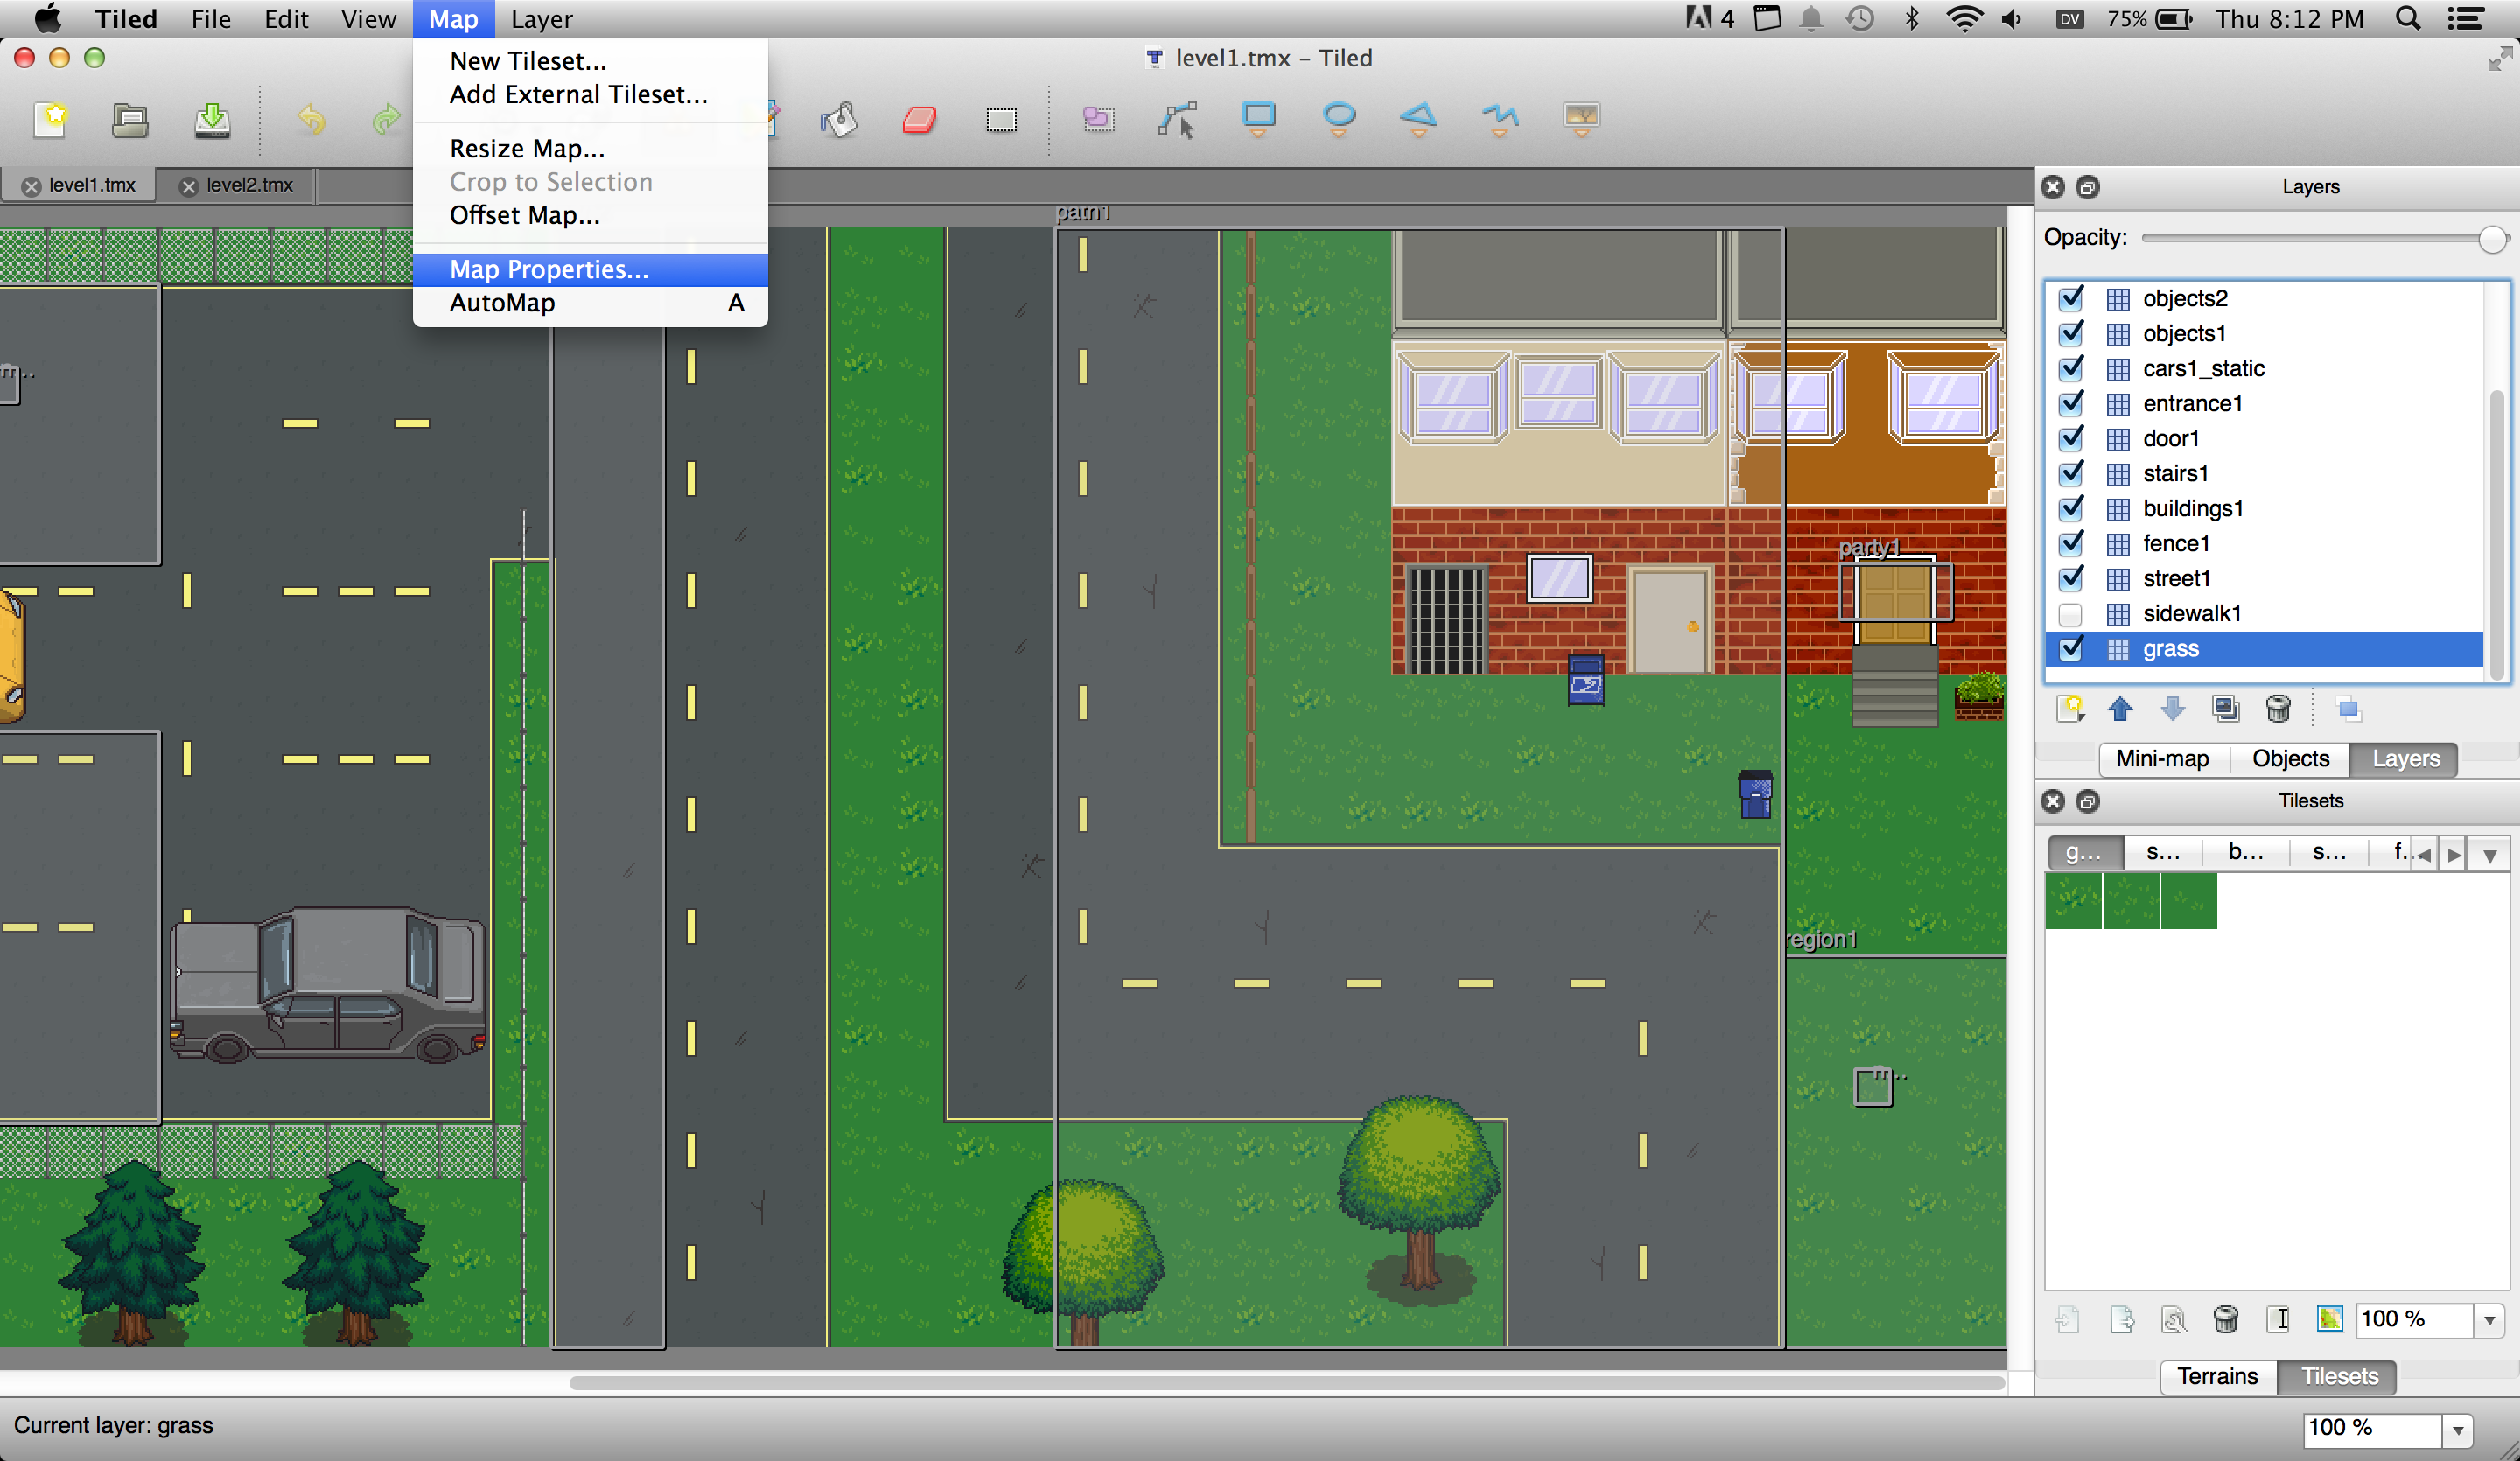 Tiled File Edit View Map Layer 4 DV 75% Thu 8:12 PM
level1.tmx – Tiled
New Tileset...
Add External Tileset...
Resize Map...
Crop to Selection
Offset Map...
Map Properties...
AutoMap A
level1.tmx level2.tmx
path1
m..
party1
region1
m..
Layers
Opacity:
objects2
objects1
cars1_static
entrance1
door1
stairs1
buildings1
fence1
street1
sidewalk1
grass
Mini-map Objects Layers
Tilesets
g... s... b... s... f..
100 %
Terrains Tilesets
Current layer: grass
100 %